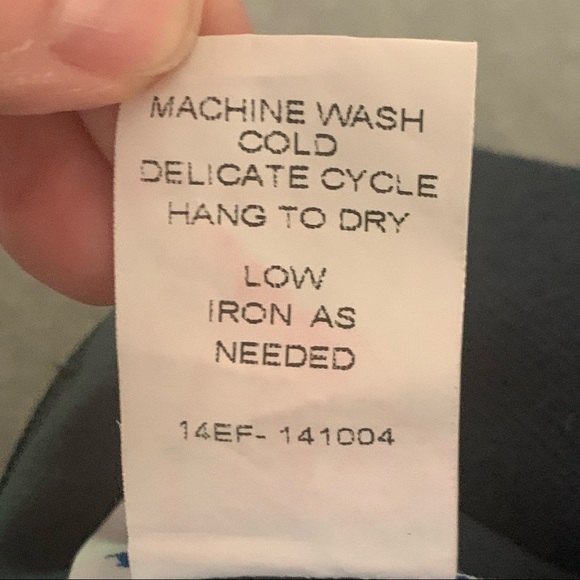 MACHINE WASH
COLD
DELICATE CYCLE
HANG TO DRY
LOW
IRON AS
NEEDED
14EF- 141004